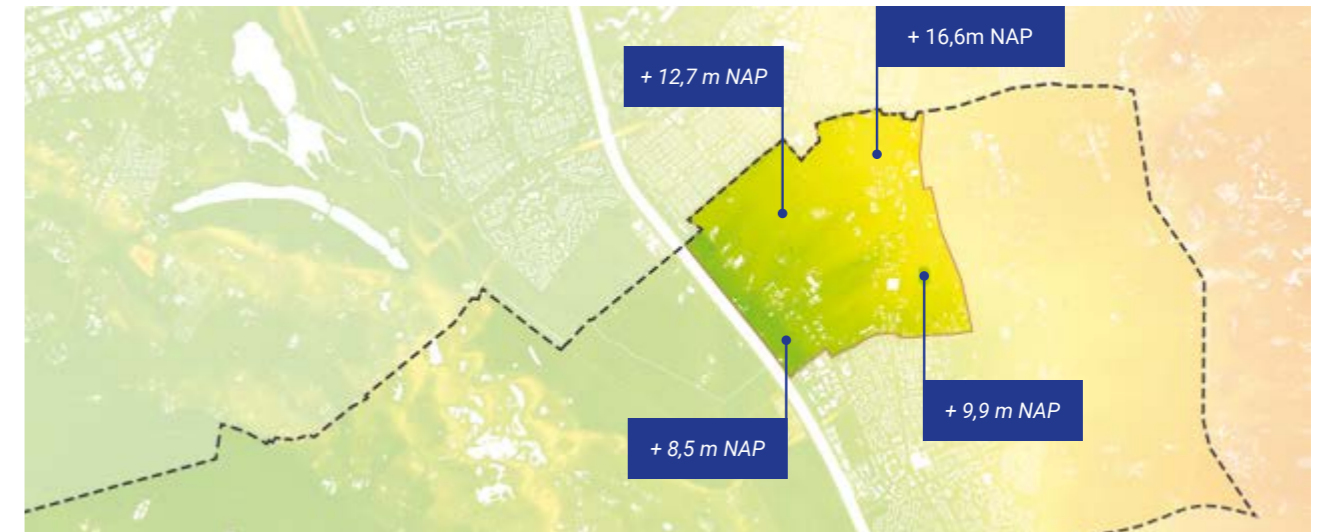 + 16,6m NAP
+ 12,7 m NAP
+ 9,9 m NAP
+ 8,5 m NAP